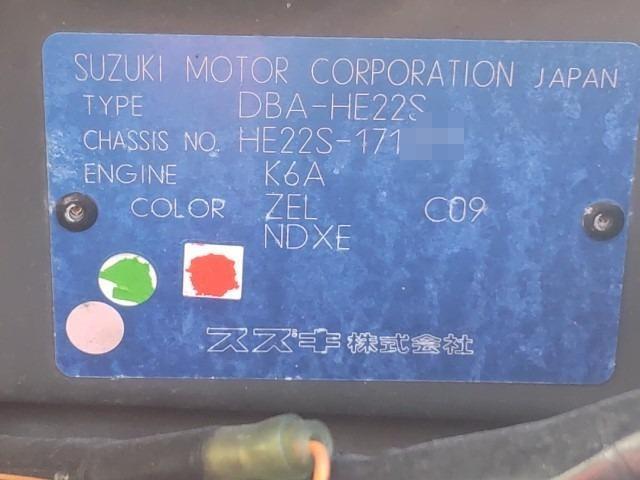 SUZUKI MOTOR CORPORATION JAPAN
TYPE DBA-HE22S
CHASSIS NO. HE22S-171
ENGINE K6A
COLOR ZEL C09
NDXE
スズキ株式会社